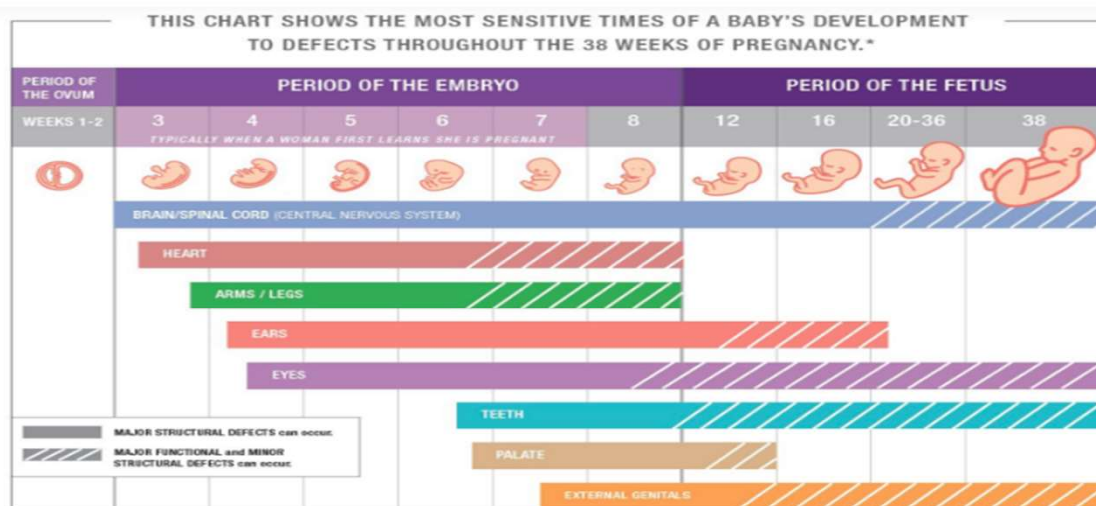 THIS CHART SHOWS THE MOST SENSITIVE TIMES OF A BABY'S DEVELOPMENT
TO DEFECTS THROUGHOUT THE 38 WEEKS OF PREGNANCY.*
PERIOD OF
THE OVUM
PERIOD OF THE EMBRYO
PERIOD OF THE FETUS
WEEKS 1-2
3
4
5
6
7
8
12
16
20-36
38
TYPICALLY WHEN A WOMAN FIRST LEARNS SHE IS PREGNANT
BRAIN/SPINAL CORD (CENTRAL NERVOUS SYSTEM)
HEART
ARMS / LEGS
EARS
EYES
TEETH
PALATE
EXTERNAL GENITALS
MAJOR STRUCTURAL DEFECTS can occur.
MAJOR FUNCTIONAL and MINOR
STRUCTURAL DEFECTS can occur.